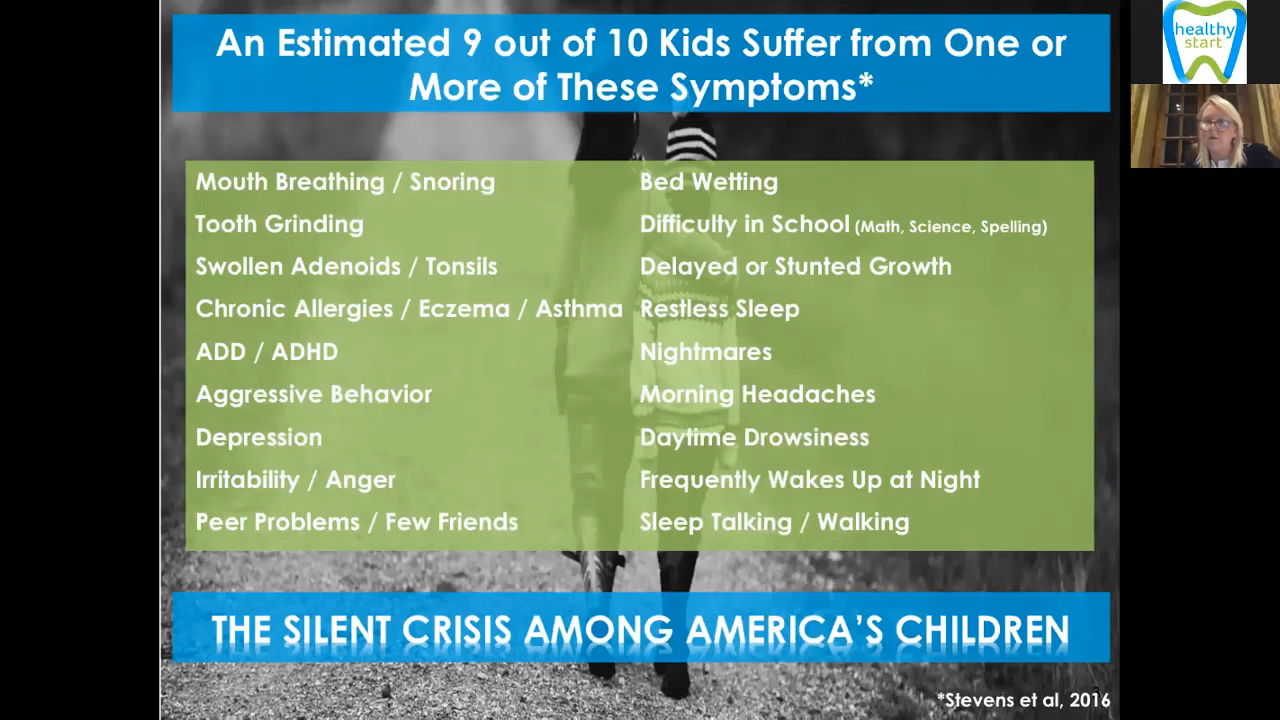 An Estimated 9 out of 10 Kids Suffer from One or
More of These Symptoms*
healthy
start
Mouth Breathing / Snoring
Tooth Grinding
Swollen Adenoids / Tonsils
Chronic Allergies / Eczema / Asthma
ADD / ADHD
Aggressive Behavior
Depression
Irritability / Anger
Peer Problems / Few Friends
Bed Wetting
Difficulty in School (Math, Science, Spelling)
Delayed or Stunted Growth
Restless Sleep
Nightmares
Morning Headaches
Daytime Drowsiness
Frequently Wakes Up at Night
Sleep Talking / Walking
THE SILENT CRISIS AMONG AMERICA'S CHILDREN
*Stevens et al, 2016